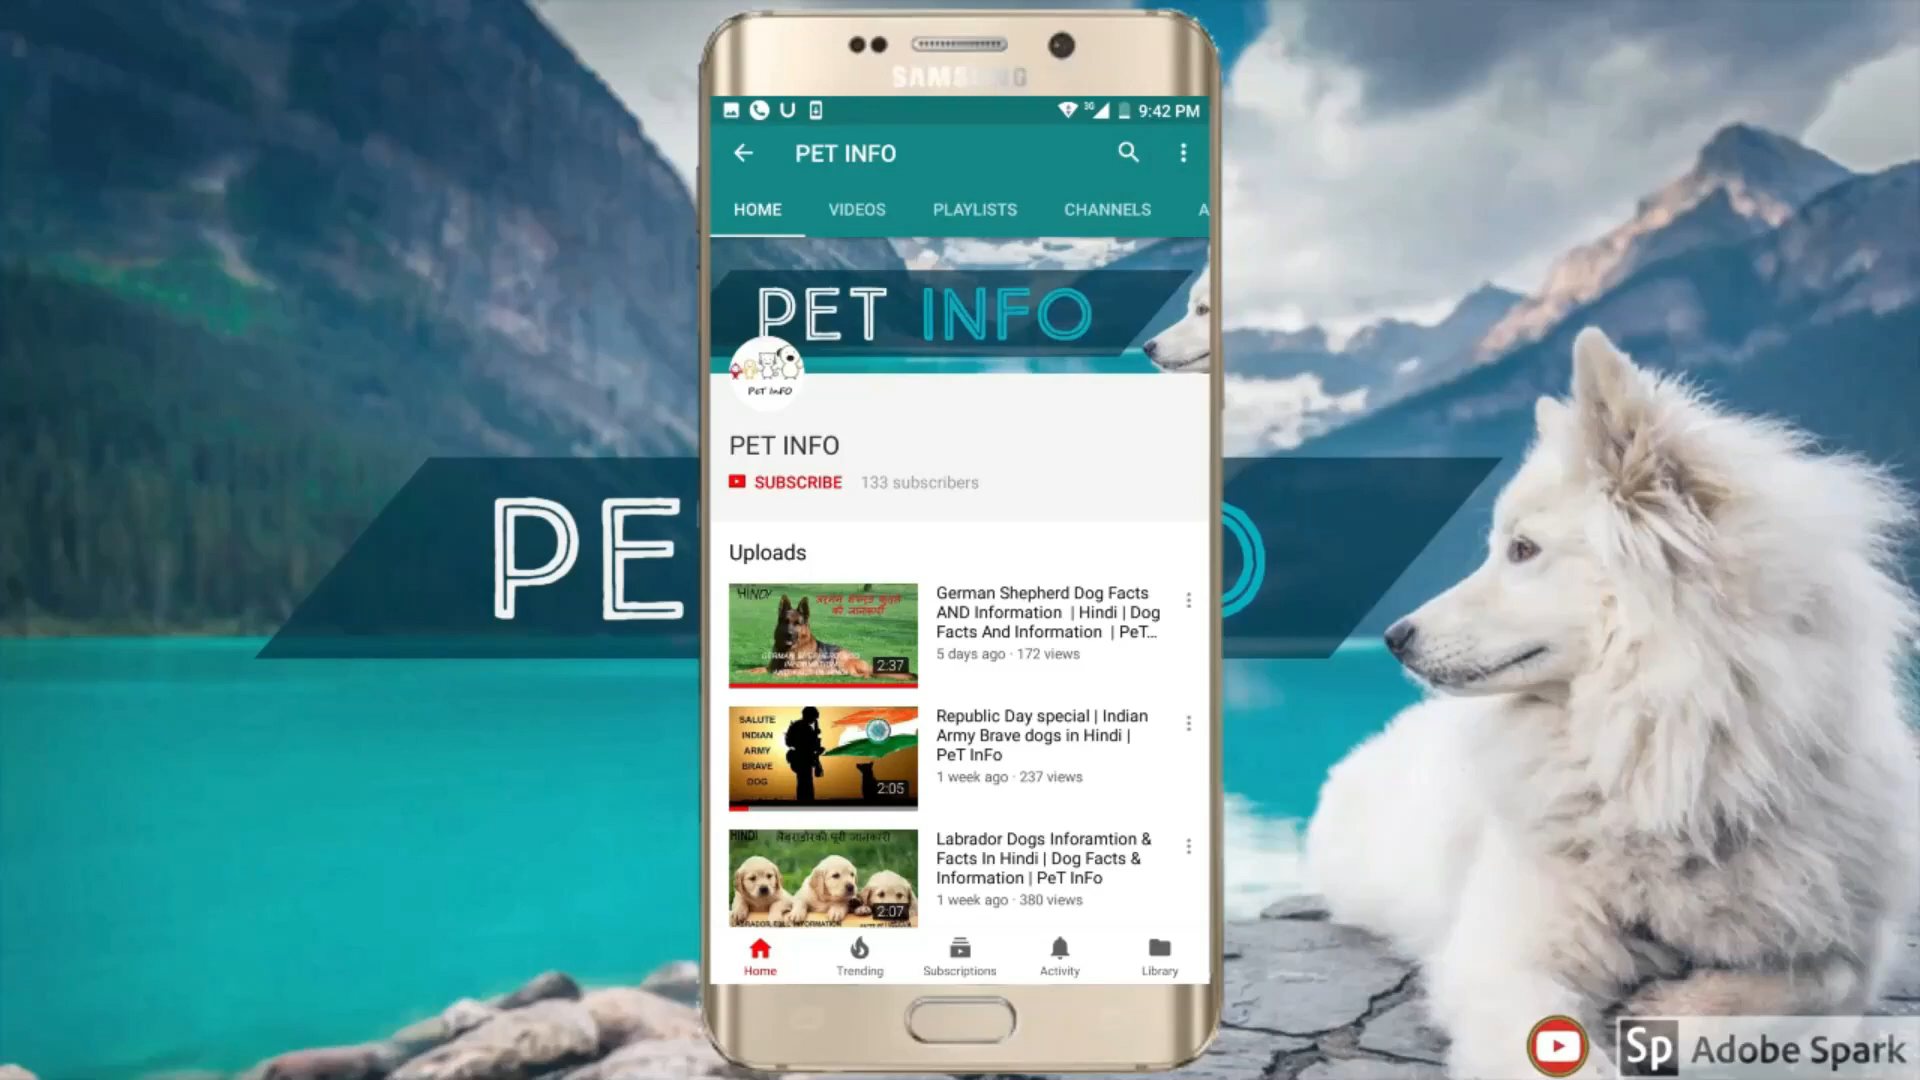 SAMSUNG
3G
9:42 PM
PET INFO
HOME VIDEOS PLAYLISTS CHANNELS A
PET INFO
PeT InFO
PET INFO
SUBSCRIBE 133 subscribers
PE
O
Uploads
HINDI
2:37
German Shepherd Dog Facts
AND Information | Hindi | Dog
Facts And Information | PeT...
5 days ago · 172 views
SALUTE
INDIAN
ARMY
BRAVE
DOG
2:05
Republic Day special | Indian
Army Brave dogs in Hindi |
PeT InFo
1 week ago · 237 views
HINDI लैबराडोर की पूरी जानकारी
2:07
Labrador Dogs Inforamtion &
Facts In Hindi | Dog Facts &
Information | PeT InFo
1 week ago · 380 views
Home Trending Subscriptions Activity Library
Sp Adobe Spark